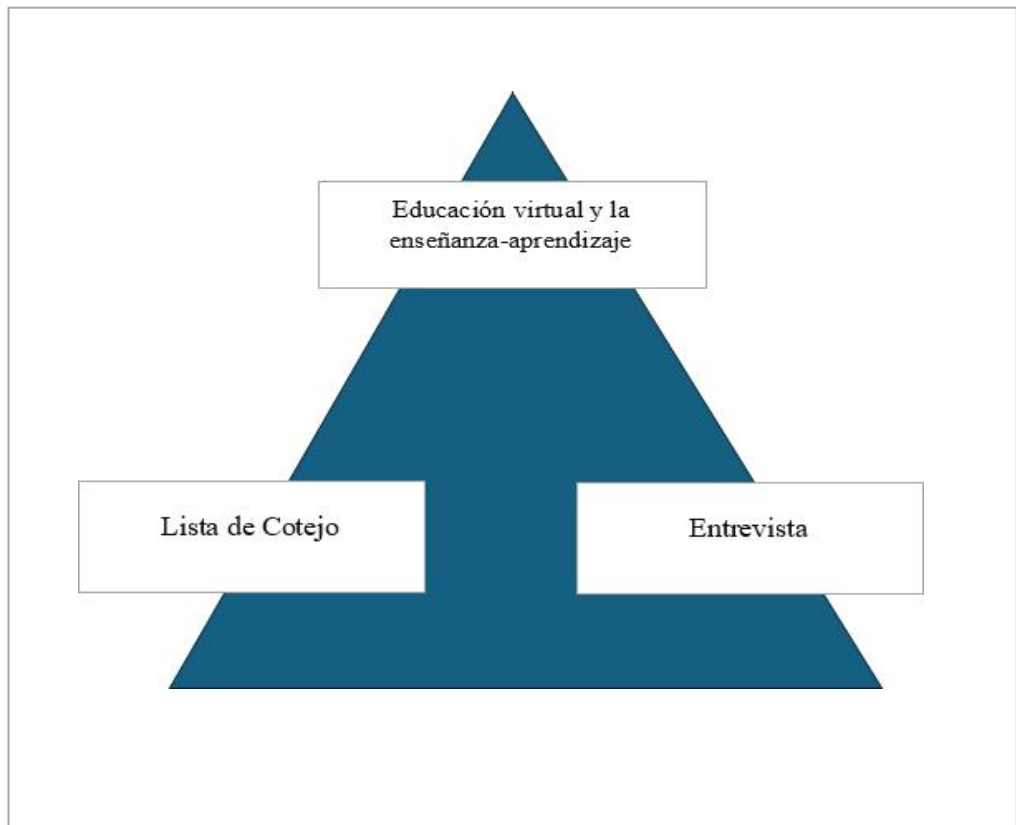 Educación virtual y la
enseñanza-aprendizaje
Lista de Cotejo
Entrevista